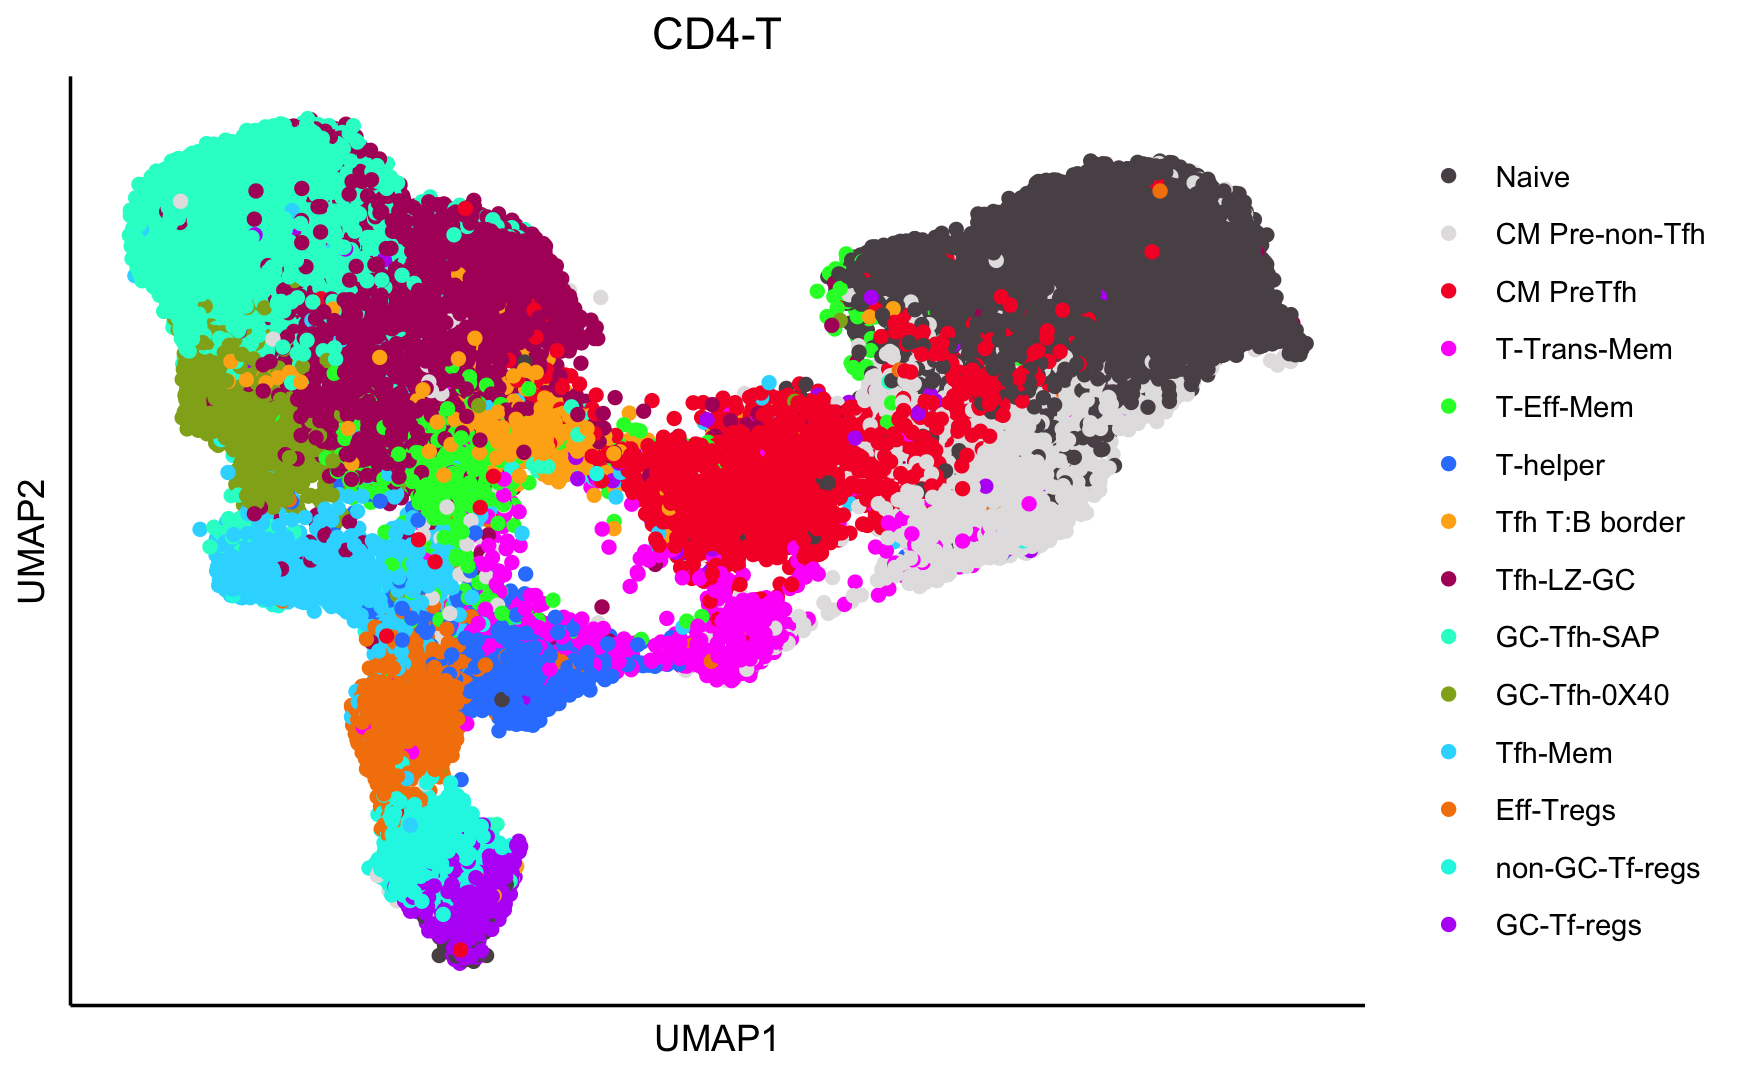 CD4-T
UMAP2
UMAP1
Naive
CM Pre-non-Tfh
CM PreTfh
T-Trans-Mem
T-Eff-Mem
T-helper
Tfh T:B border
Tfh-LZ-GC
GC-Tfh-SAP
GC-Tfh-0X40
Tfh-Mem
Eff-Tregs
non-GC-Tf-regs
GC-Tf-regs